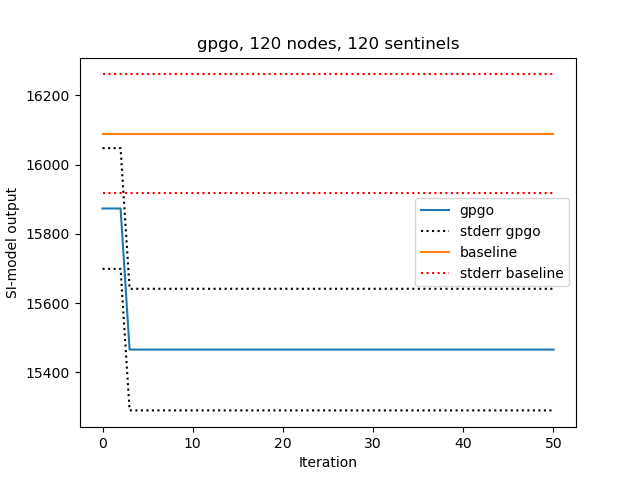 gpgo, 120 nodes, 120 sentinels
SI-model output
16200
16000
15800
15600
15400
gpgo
stderr gpgo
baseline
stderr baseline
0 10 20 30 40 50
Iteration